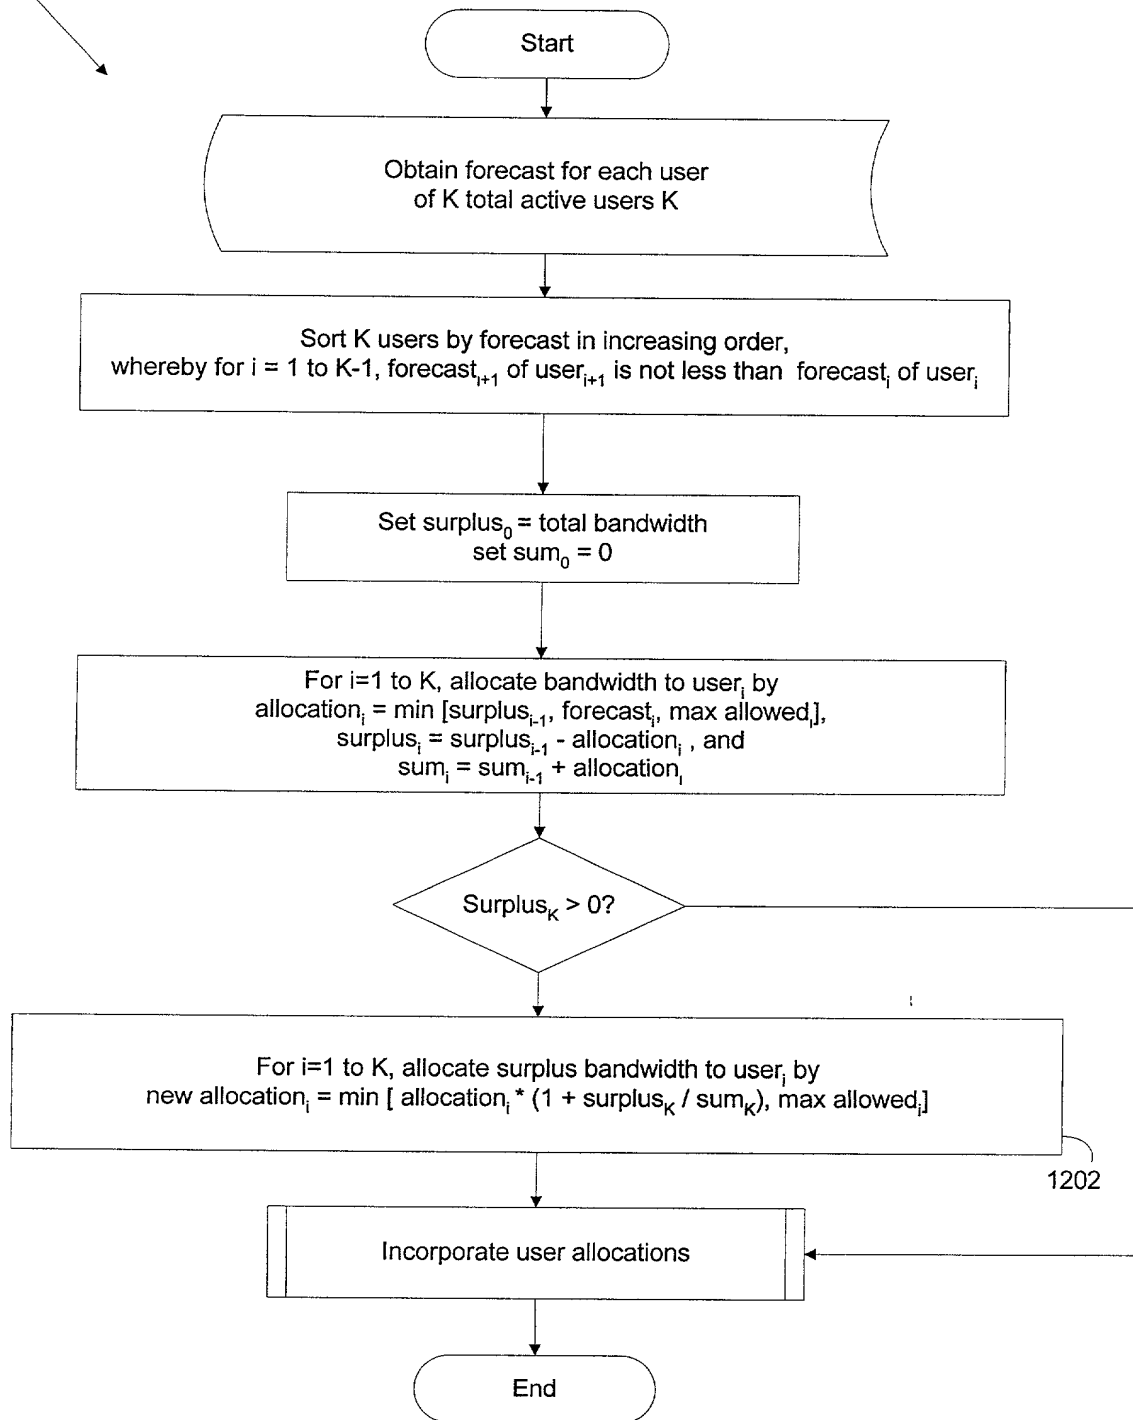 Start
Obtain forecast for each user
of K total active users K
Sort K users by forecast in increasing order,
whereby for i = 1 to K-1, forecast_{i+1} of user_{i+1} is not less than forecast_i of user_i
Set surplus_0 = total bandwidth
set sum_0 = 0
For i=1 to K, allocate bandwidth to user_i by
allocation_i = min [surplus_{i-1}, forecast_i, max allowed_i],
surplus_i = surplus_{i-1} - allocation_i , and
sum_i = sum_{i-1} + allocation_i
Surplus_K > 0?
For i=1 to K, allocate surplus bandwidth to user_i by
new allocation_i = min [ allocation_i * (1 + surplus_K / sum_K), max allowed_i]
1202
Incorporate user allocations
End